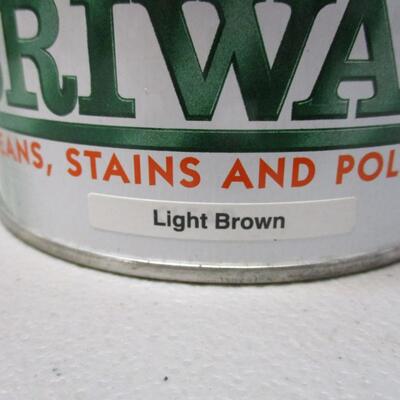 RIWA
EANS, STAINS AND POL
Light Brown